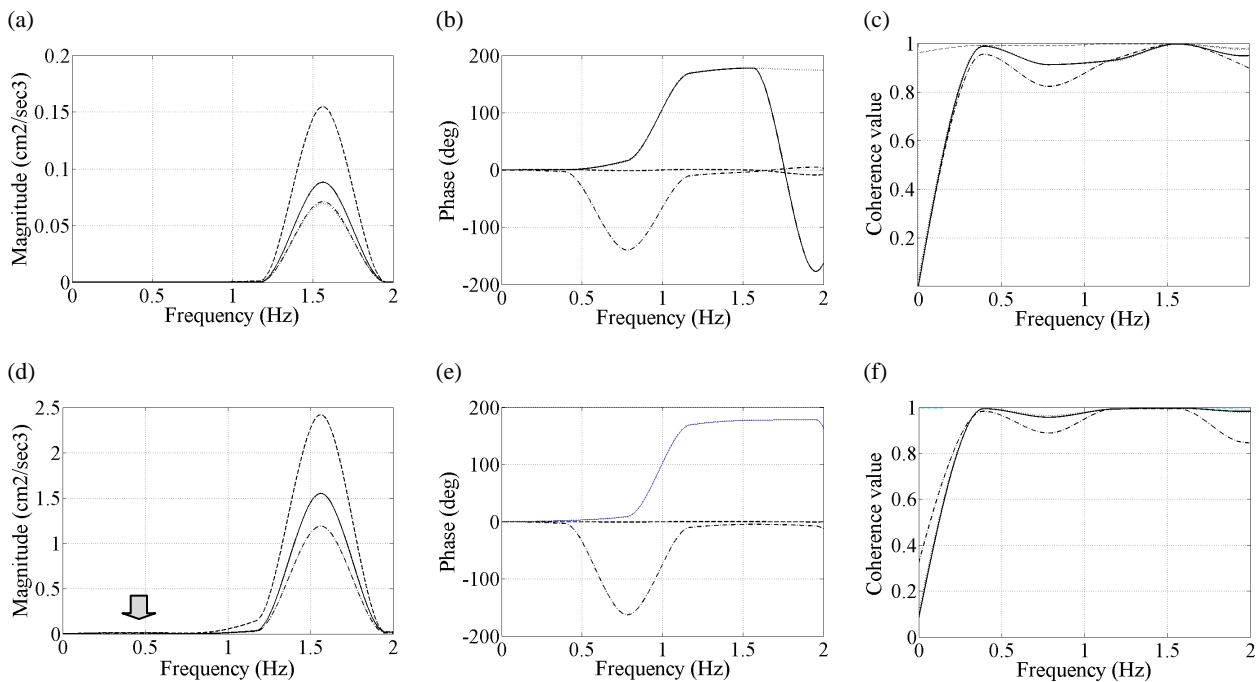 (a)
0.2
0.15
0.1
0.05
0
Magnitude (cm2/sec3)
0 0.5 1 1.5 2
Frequency (Hz)
(b)
200
100
0
-100
-200
Phase (deg)
0 0.5 1 1.5 2
Frequency (Hz)
(c)
1
0.8
0.6
0.4
0.2
Coherence value
0 0.5 1 1.5
Frequency (Hz)
(d)
2.5
2
1.5
1
0.5
0
Magnitude (cm2/sec3)
0 0.5 1 1.5 2
Frequency (Hz)
(e)
200
100
0
-100
-200
Phase (deg)
0 0.5 1 1.5 2
Frequency (Hz)
(f)
1
0.8
0.6
0.4
0.2
0
Coherence value
0 0.5 1 1.5 2
Frequency (Hz)